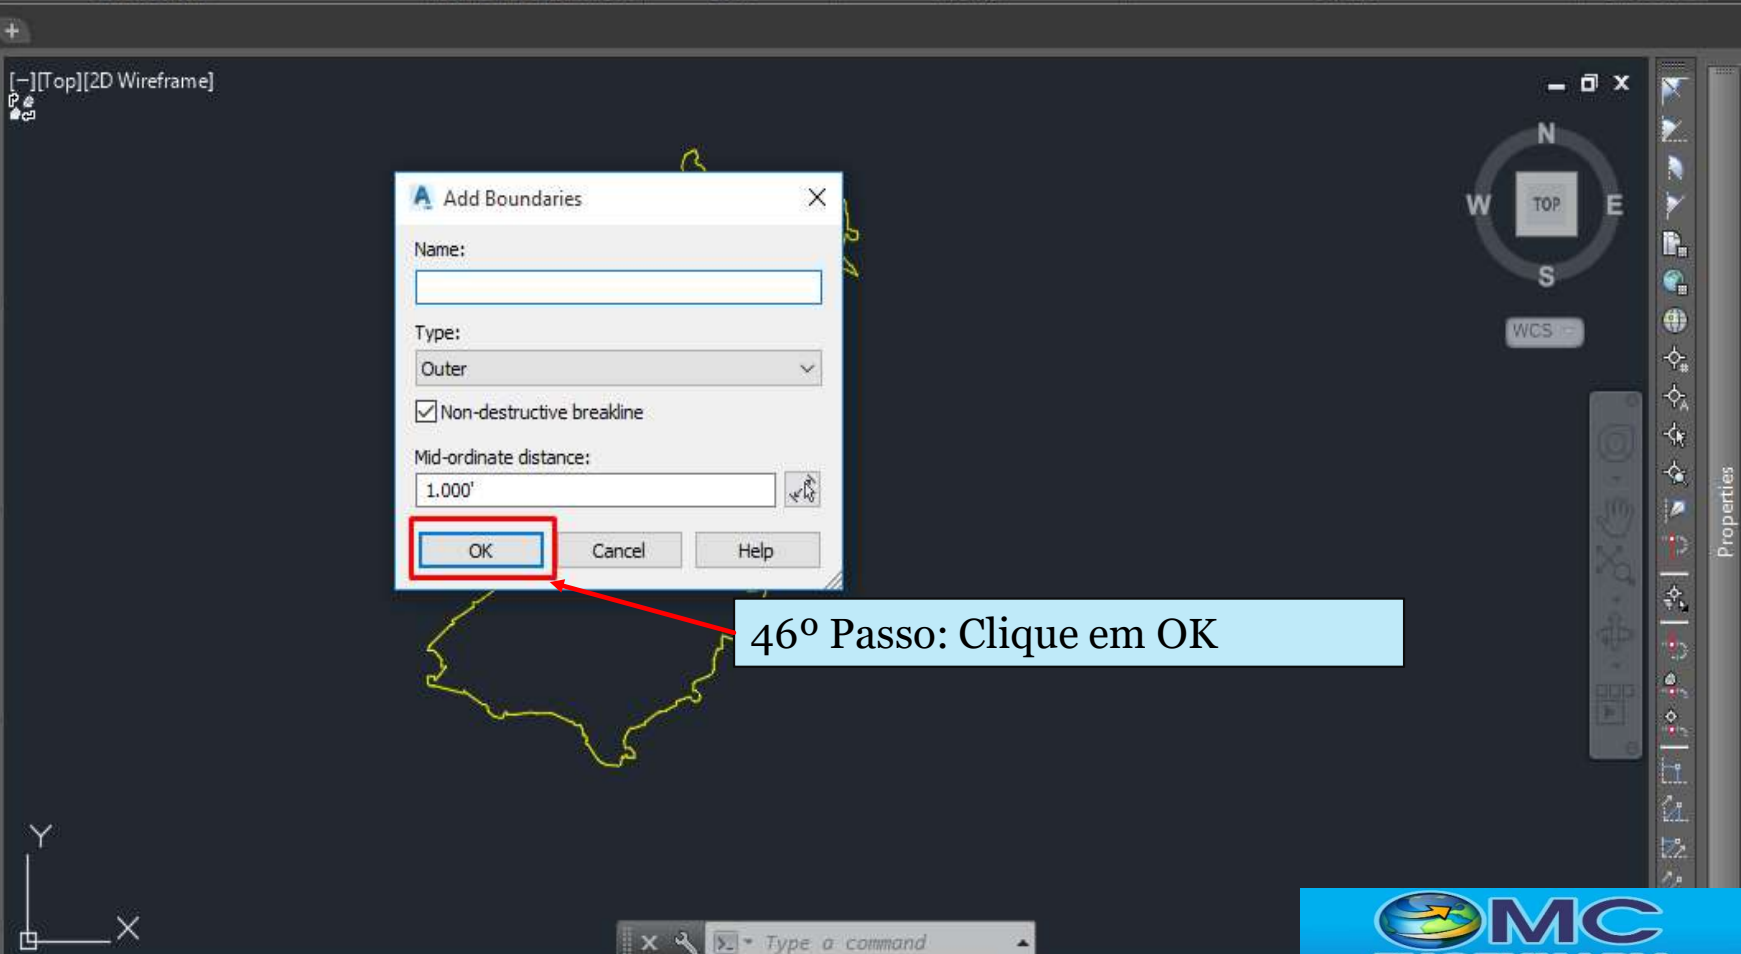 [−][Top][2D Wireframe]
N
W
TOP
E
S
WCS
Add Boundaries
Name:
Type:
Outer
Non-destructive breakline
Mid-ordinate distance:
1.000'
OK
Cancel
Help
46º Passo: Clique em OK
Properties
Y
X
Type a command
MC